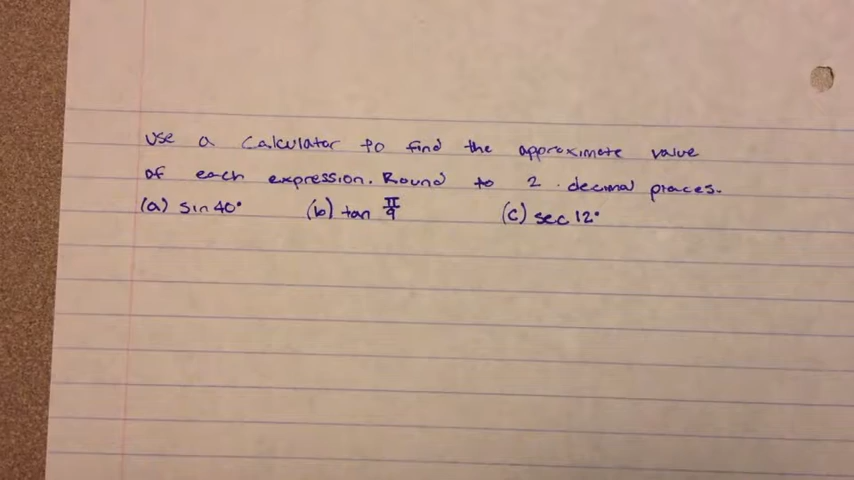 Use a calculator to find the approximate value
of each expression. Round to 2 decimal places.
(a) sin 40° (b) tan π/9 (c) sec 12°